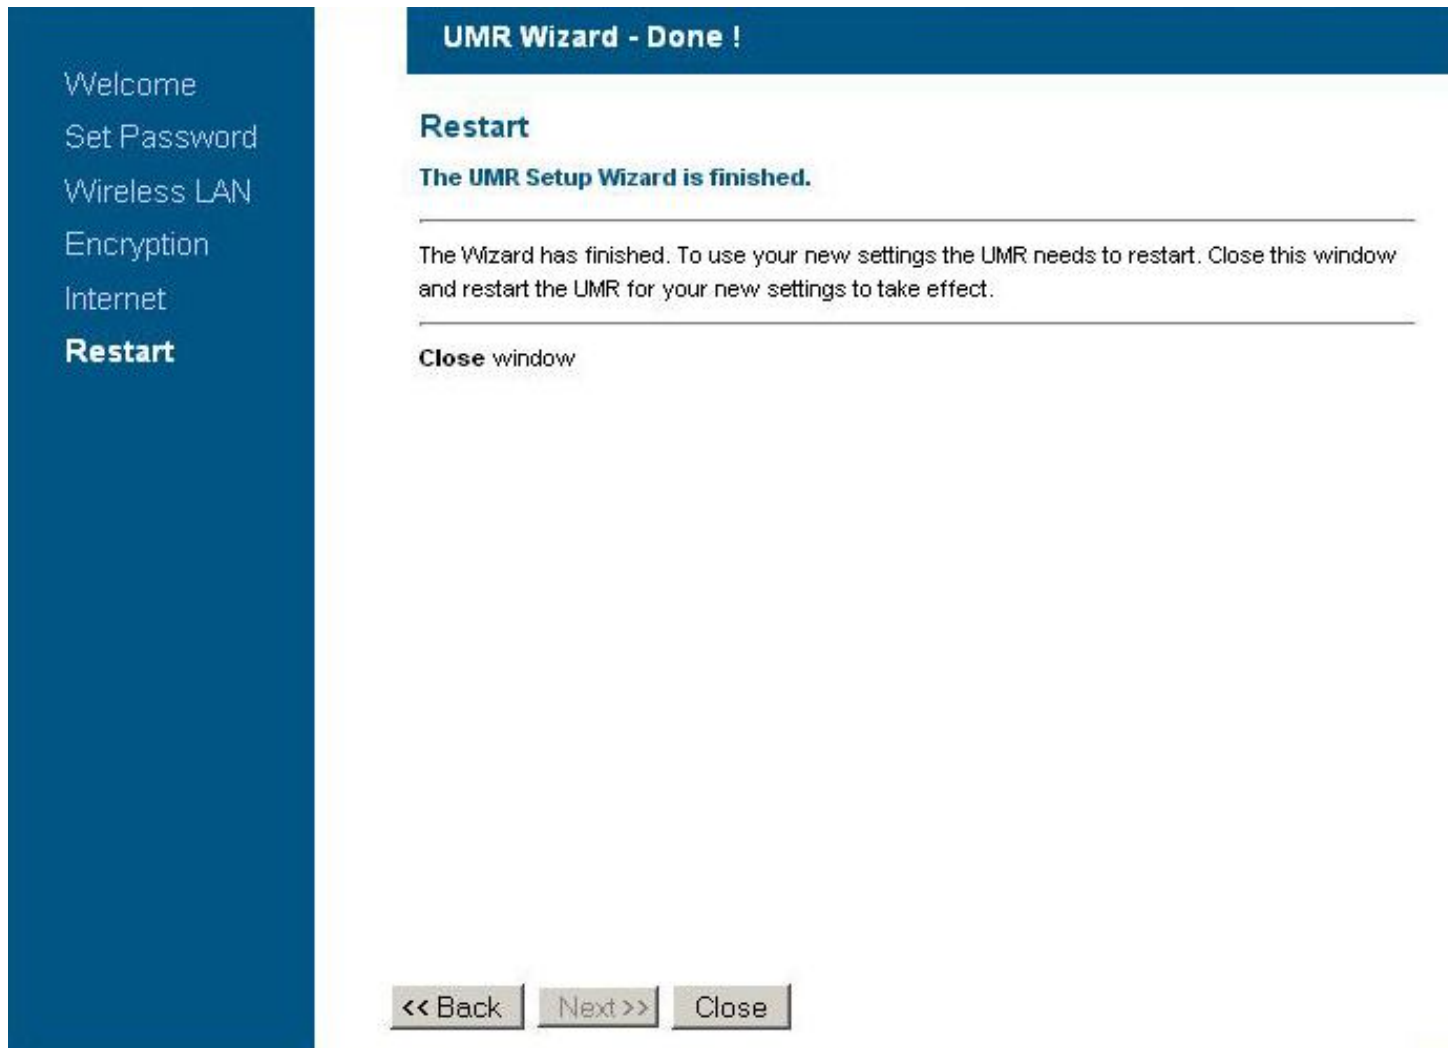 Welcome
Set Password
Wireless LAN
Encryption
Internet
Restart
UMR Wizard - Done !
Restart
The UMR Setup Wizard is finished.
The Wizard has finished. To use your new settings the UMR needs to restart. Close this window
and restart the UMR for your new settings to take effect.
Close window
<< Back Next >> Close